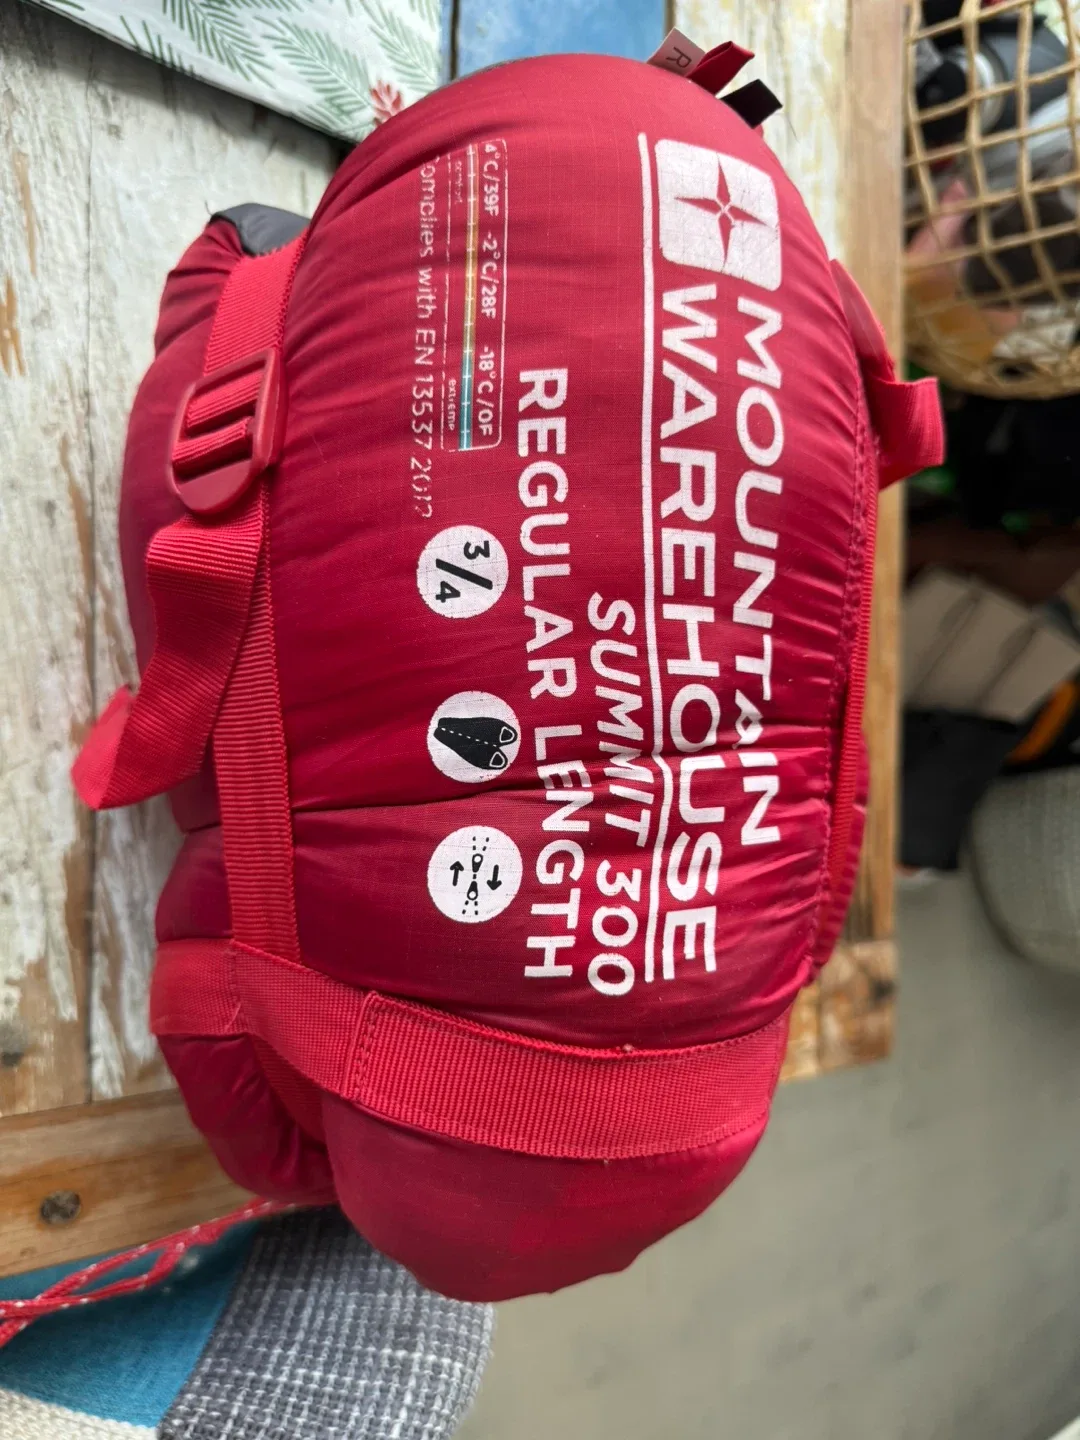 MOUNTAIN
WAREHOUSE
SUMMIT 300
REGULAR LENGTH
4°C/39F -2°C/28F -18°C/0F
comfort extreme
Complies with EN 13537 2012
3/4
R